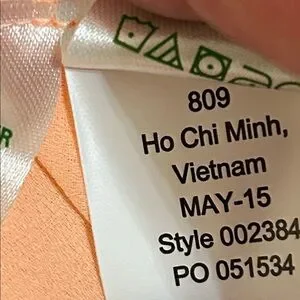 809
Ho Chi Minh,
Vietnam
MAY-15
Style 002384
PO 051534
R